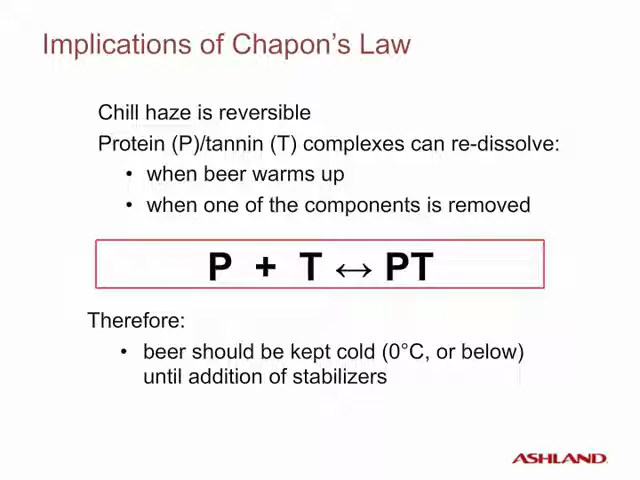 Implications of Chapon's Law
Chill haze is reversible
Protein (P)/tannin (T) complexes can re-dissolve:
• when beer warms up
• when one of the components is removed
P + T ↔ PT
Therefore:
• beer should be kept cold (0°C, or below)
until addition of stabilizers
ASHLAND